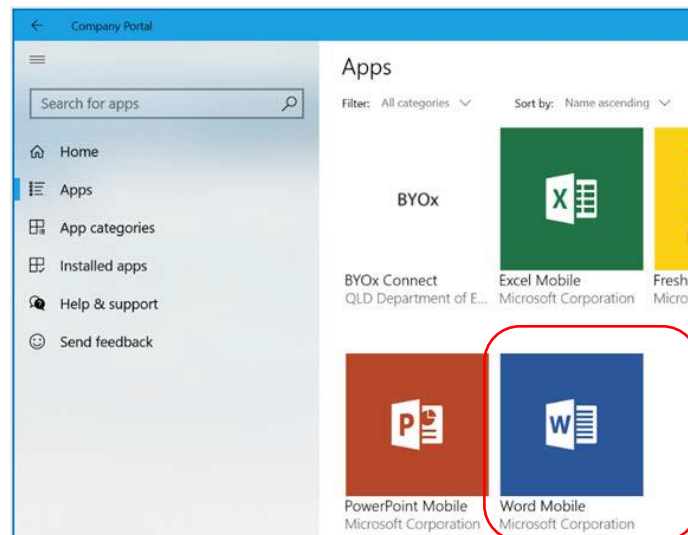 Company Portal
Search for apps
Home
Apps
App categories
Installed apps
Help & support
Send feedback
Apps
Filter: All categories Sort by: Name ascending
BYOx
X
BYOx Connect Excel Mobile Fresh
QLD Department of E... Microsoft Corporation Micro
P W
PowerPoint Mobile Word Mobile
Microsoft Corporation Microsoft Corporation